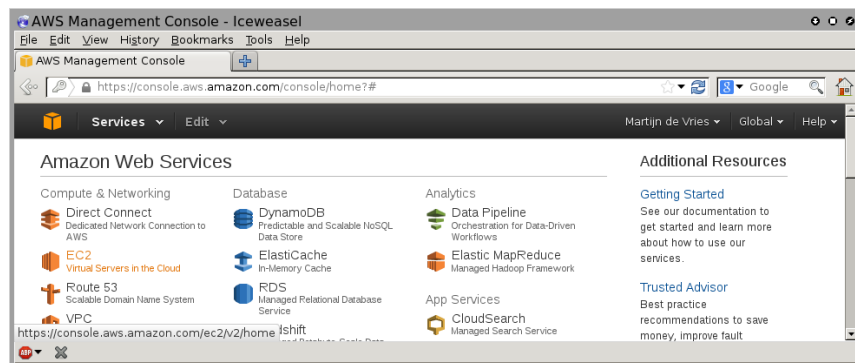 AWS Management Console - Iceweasel
File Edit View History Bookmarks Tools Help
AWS Management Console
https://console.aws.amazon.com/console/home?#
Google
Services Edit
Martijn de Vries Global Help
Amazon Web Services
Compute & Networking
Direct Connect
Dedicated Network Connection to
AWS
EC2
Virtual Servers in the Cloud
Route 53
Scalable Domain Name System
VPC
Database
DynamoDB
Predictable and Scalable NoSQL
Data Store
ElastiCache
In-Memory Cache
RDS
Managed Relational Database
Service
Analytics
Data Pipeline
Orchestration for Data-Driven
Workflows
Elastic MapReduce
Managed Hadoop Framework
App Services
CloudSearch
Managed Search Service
Additional Resources
Getting Started
See our documentation to
get started and learn more
about how to use our
services.
Trusted Advisor
Best practice
recommendations to save
money, improve fault
https://console.aws.amazon.com/ec2/v2/home
ABP